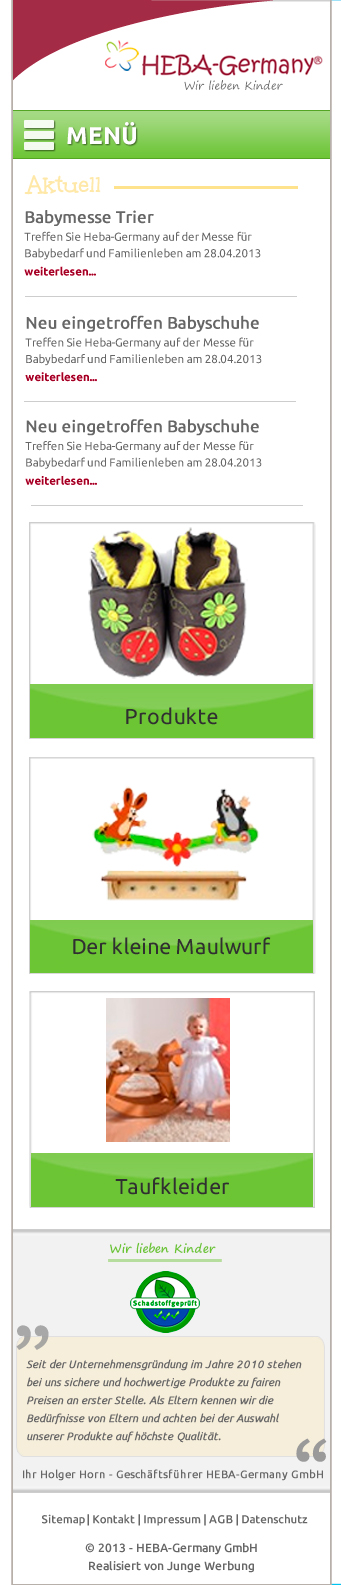 HEBA-Germany®
Wir lieben Kinder
MENÜ
Aktuell
Babymesse Trier
Treffen Sie Heba-Germany auf der Messe für
Babybedarf und Familienleben am 28.04.2013
weiterlesen...
Neu eingetroffen Babyschuhe
Treffen Sie Heba-Germany auf der Messe für
Babybedarf und Familienleben am 28.04.2013
weiterlesen...
Neu eingetroffen Babyschuhe
Treffen Sie Heba-Germany auf der Messe für
Babybedarf und Familienleben am 28.04.2013
weiterlesen...
Produkte
Der kleine Maulwurf
Taufkleider
Wir lieben Kinder
Schadstoffgeprüft
Seit der Unternehmensgründung im Jahre 2010 stehen
bei uns sichere und hochwertige Produkte zu fairen
Preisen an erster Stelle. Als Eltern kennen wir die
Bedürfnisse von Eltern und achten bei der Auswahl
unserer Produkte auf höchste Qualität.
Ihr Holger Horn - Geschäftsführer HEBA-Germany GmbH
Sitemap | Kontakt | Impressum | AGB | Datenschutz
© 2013 - HEBA-Germany GmbH
Realisiert von Junge Werbung